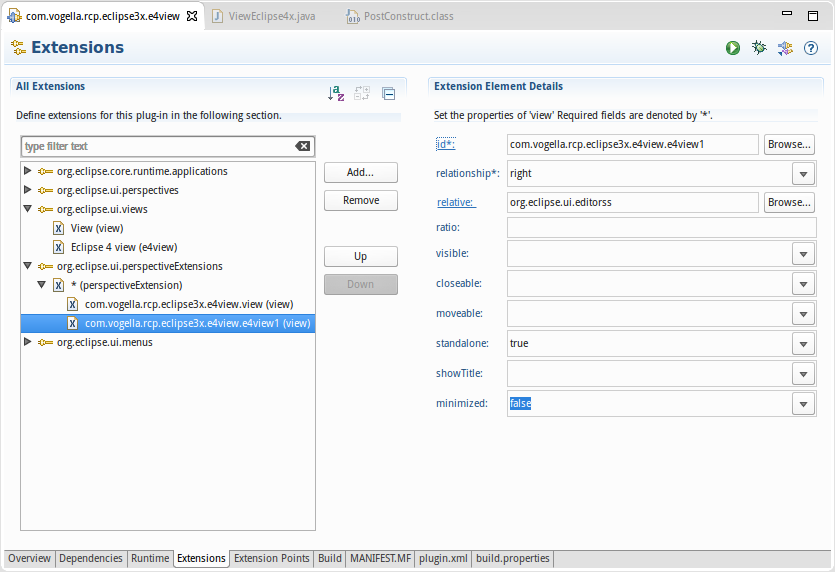 com.vogella.rcp.eclipse3x.e4view ViewEclipse4x.java PostConstruct.class
Extensions
All Extensions
Define extensions for this plug-in in the following section.
type filter text
org.eclipse.core.runtime.applications
org.eclipse.ui.perspectives
org.eclipse.ui.views
View (view)
Eclipse 4 view (e4view)
org.eclipse.ui.perspectiveExtensions
* (perspectiveExtension)
com.vogella.rcp.eclipse3x.e4view.view (view)
com.vogella.rcp.eclipse3x.e4view.e4view1 (view)
org.eclipse.ui.menus
Add...
Remove
Up
Down
Extension Element Details
Set the properties of 'view' Required fields are denoted by '*'.
id*: com.vogella.rcp.eclipse3x.e4view.e4view1 Browse...
relationship*: right
relative: org.eclipse.ui.editorss Browse...
ratio:
visible:
closeable:
moveable:
standalone: true
showTitle:
minimized: false
Overview Dependencies Runtime Extensions Extension Points Build MANIFEST.MF plugin.xml build.properties